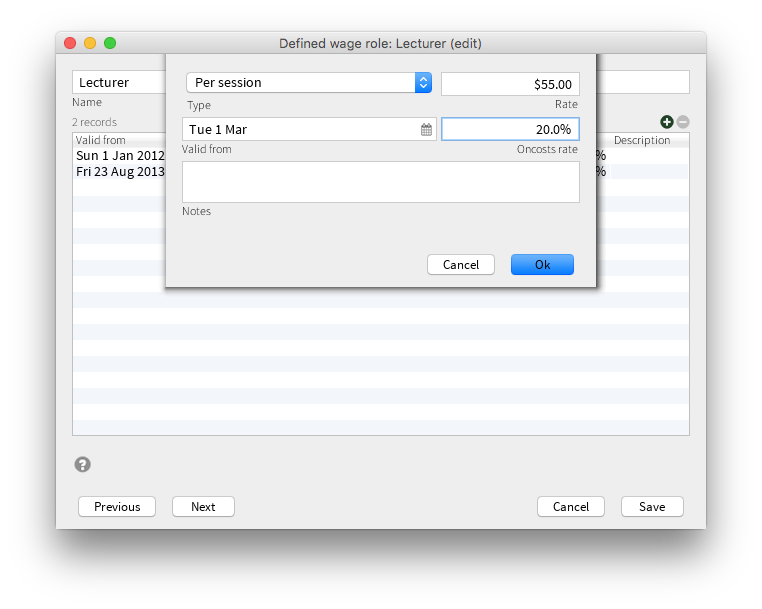 Defined wage role: Lecturer (edit)
Lecturer
Name
2 records
Valid from
Description
Sun 1 Jan 2012
%
Fri 23 Aug 2013
%
Per session
$55.00
Type
Rate
Tue 1 Mar
20.0%
Valid from
Oncosts rate
Notes
Cancel
Ok
?
Previous
Next
Cancel
Save